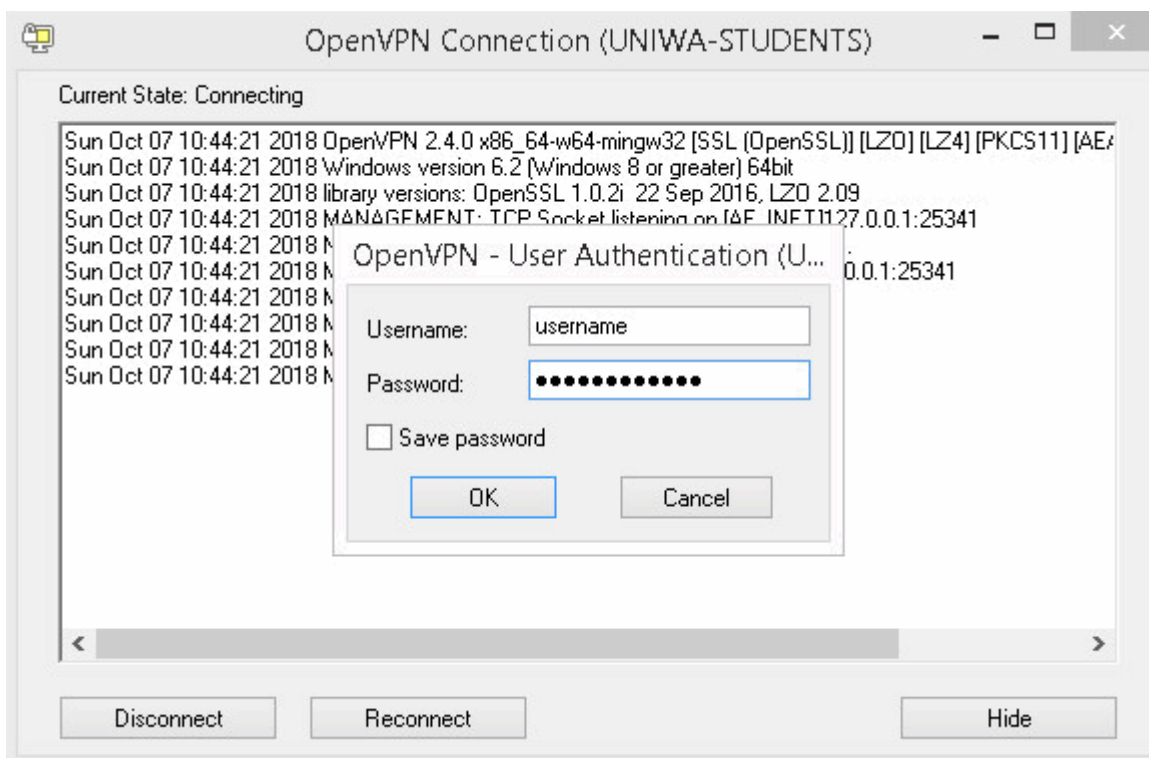 OpenVPN Connection (UNIWA-STUDENTS)
Current State: Connecting
Sun Oct 07 10:44:21 2018 OpenVPN 2.4.0 x86_64-w64-mingw32 [SSL (OpenSSL)] [LZO] [LZ4] [PKCS11] [AEA
Sun Oct 07 10:44:21 2018 Windows version 6.2 (Windows 8 or greater) 64bit
Sun Oct 07 10:44:21 2018 library versions: OpenSSL 1.0.2i 22 Sep 2016, LZO 2.09
Sun Oct 07 10:44:21 2018 MANAGEMENT: TCP Socket listening on [AF_INET]127.0.0.1:25341
Sun Oct 07 10:44:21 2018
Sun Oct 07 10:44:21 2018 0.0.1:25341
Sun Oct 07 10:44:21 2018
Sun Oct 07 10:44:21 2018
Sun Oct 07 10:44:21 2018
Sun Oct 07 10:44:21 2018
OpenVPN - User Authentication (U...
Username: username
Password: ••••••••••••
Save password
OK Cancel
Disconnect Reconnect Hide